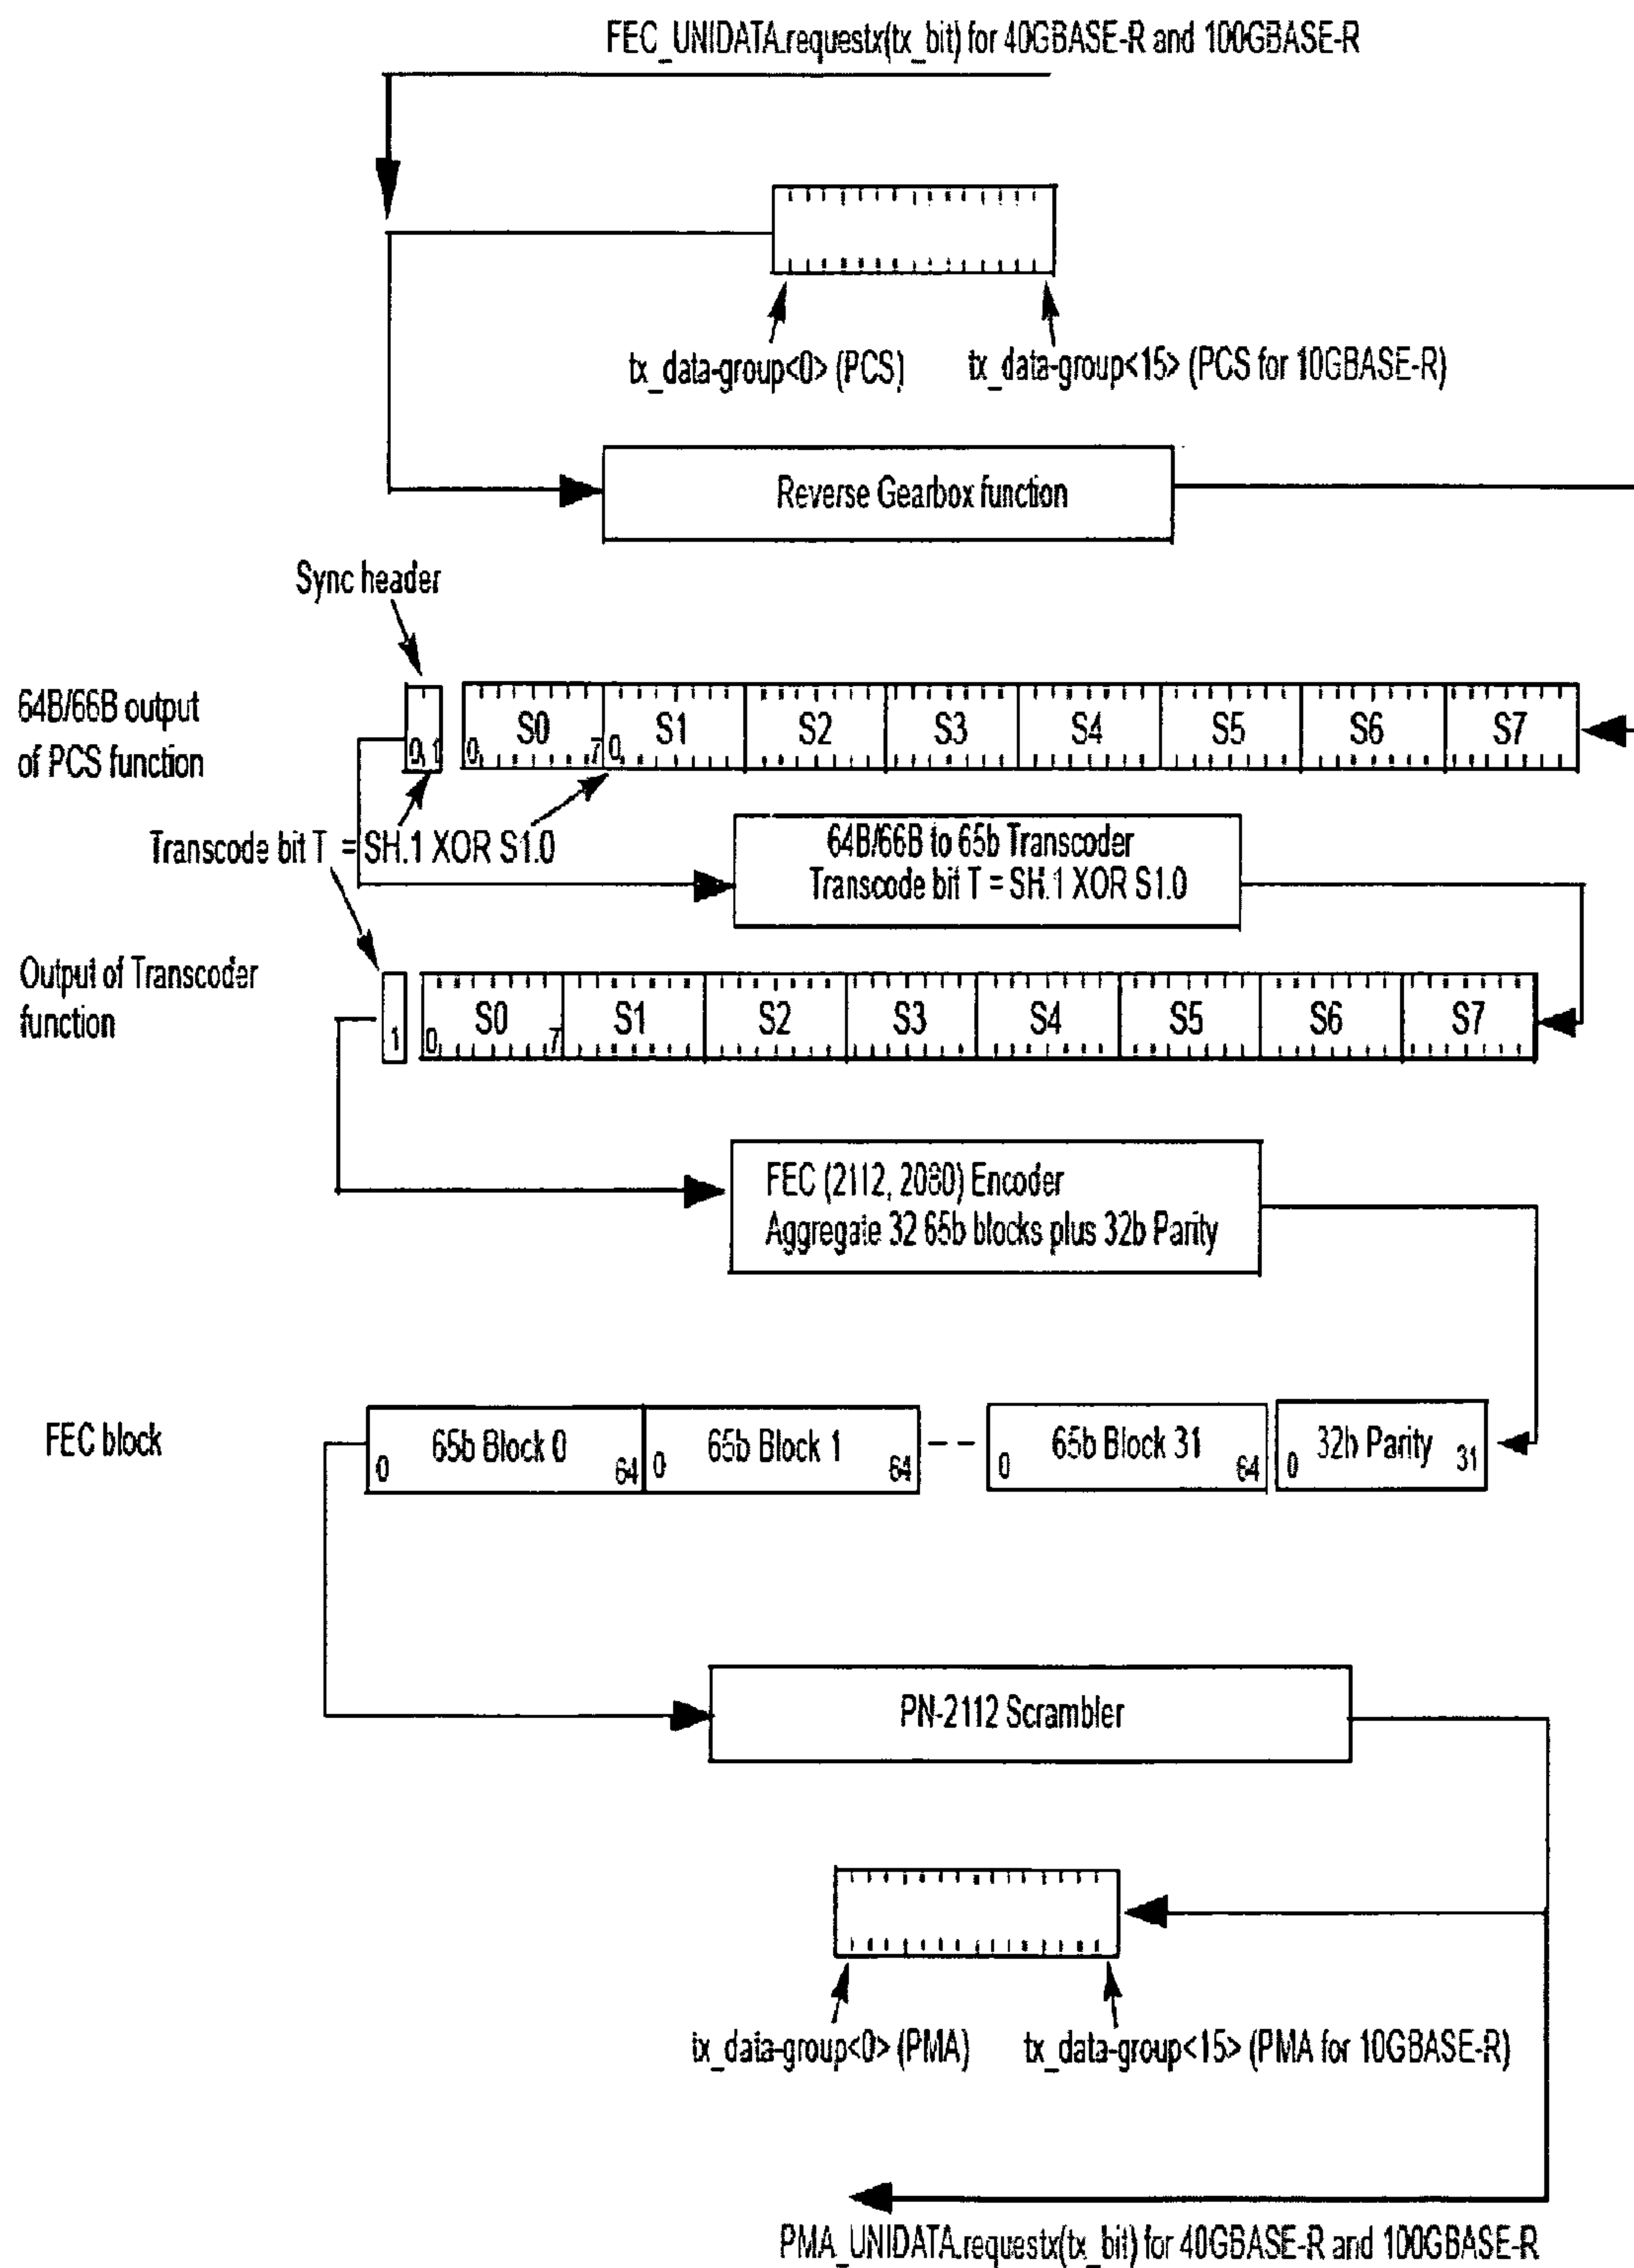 FEC_UNIDATA.requestx(tx_bit) for 40GBASE-R and 100GBASE-R
tx_data-group<0> (PCS)
tx_data-group<15> (PCS for 10GBASE-R)
Reverse Gearbox function
Sync header
64B/66B output
of PCS function
0 1
0 S0 7
0 S1
S2
S3
S4
S5
S6
S7
Transcode bit T = SH.1 XOR S1.0
64B/66B to 65b Transcoder
Transcode bit T = SH.1 XOR S1.0
Output of Transcoder
function
1
0 S0 7
S1
S2
S3
S4
S5
S6
S7
FEC (2112, 2080) Encoder
Aggregate 32 65b blocks plus 32b Parity
FEC block
0 65b Block 0 64
0 65b Block 1 64
0 65b Block 31 64
0 32b Parity 31
PN-2112 Scrambler
tx_data-group<0> (PMA)
tx_data-group<15> (PMA for 10GBASE-R)
PMA_UNIDATA.requestx(tx_bit) for 40GBASE-R and 100GBASE-R